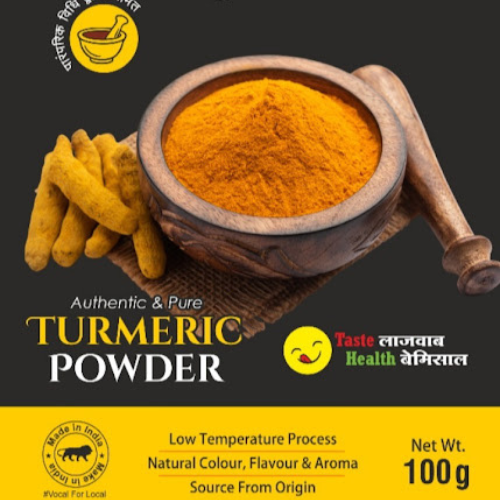 पारंपरिक विधि
Authentic & Pure
TURMERIC
POWDER
Taste लाजवाब
Health बेमिसाल
Made in India
Make in India
#Vocal For Local
Low Temperature Process
Natural Colour, Flavour & Aroma
Source From Origin
Net Wt.
100g